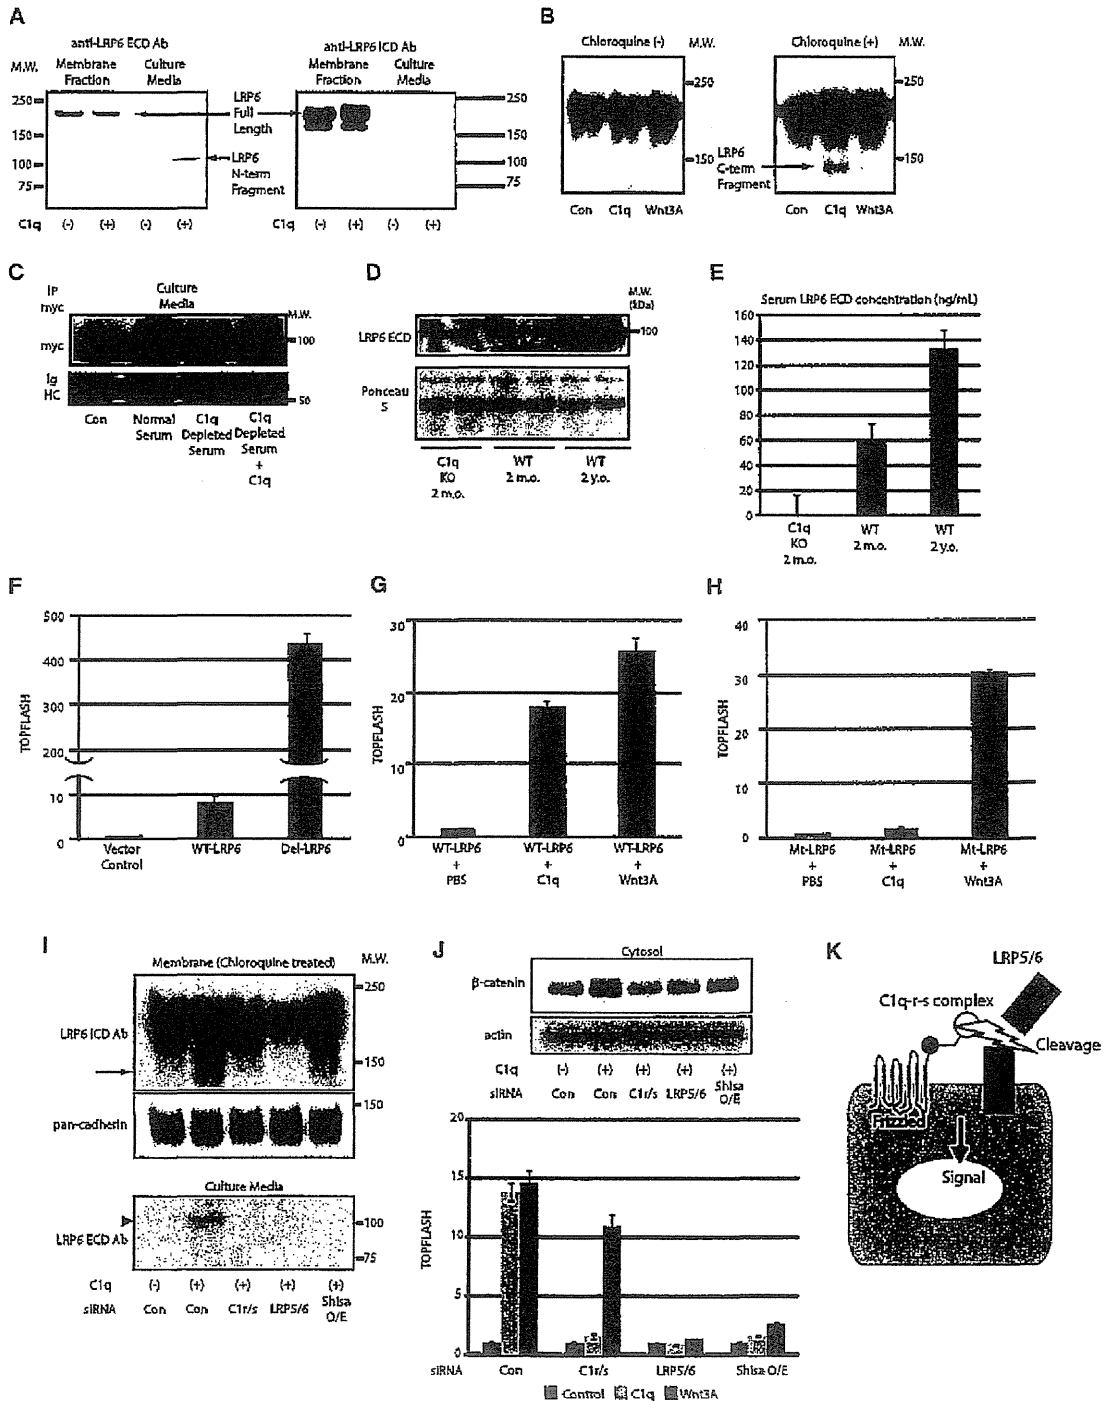 A
anti-LRP6 ECD Ab
Membrane Fraction
Culture Media
M.W.
250
150
100
75
C1q (-) (+) (-) (+)
LRP6 Full Length
LRP6 N-term Fragment
anti-LRP6 ICD Ab
Membrane Fraction
Culture Media
250
150
100
75
C1q (-) (+) (-) (+)
B
Chloroquine (-)
M.W.
250
150
Con C1q Wnt3A
Chloroquine (+)
M.W.
250
150
LRP6 C-term Fragment
Con C1q Wnt3A
C
IP myc
Culture Media
M.W.
myc
100
Ig HC
50
Con
Normal Serum
C1q Depleted Serum
C1q Depleted Serum + C1q
D
M.W. (kDa)
LRP6 ECD
100
Ponceau S
C1q KO 2 m.o.
WT 2 m.o.
WT 2 y.o.
E
Serum LRP6 ECD concentration (ng/mL)
160
140
120
100
80
60
40
20
0
C1q KO 2 m.o.
WT 2 m.o.
WT 2 y.o.
F
TOPFLASH
500
400
300
200
10
0
Vector Control
WT-LRP6
Del-LRP6
G
TOPFLASH
30
20
10
0
WT-LRP6 + PBS
WT-LRP6 + C1q
WT-LRP6 + Wnt3A
H
TOPFLASH
40
30
20
10
0
Mt-LRP6 + PBS
Mt-LRP6 + C1q
Mt-LRP6 + Wnt3A
I
Membrane (Chloroquine treated)
M.W.
250
LRP6 ICD Ab
150
150
pan-cadherin
Culture Media
100
LRP6 ECD Ab
75
C1q (-) (+) (+) (+) (+)
siRNA Con Con C1r/s LRP5/6 Shisa O/E
J
Cytosol
β-catenin
actin
C1q (-) (+) (+) (+) (+)
siRNA Con Con C1r/s LRP5/6 Shisa O/E
TOPFLASH
20
15
10
5
0
siRNA Con C1r/s LRP5/6 Shisa O/E
Control C1q Wnt3A
K
LRP5/6
C1q-r-s complex
Cleavage
Frizzled
Signal